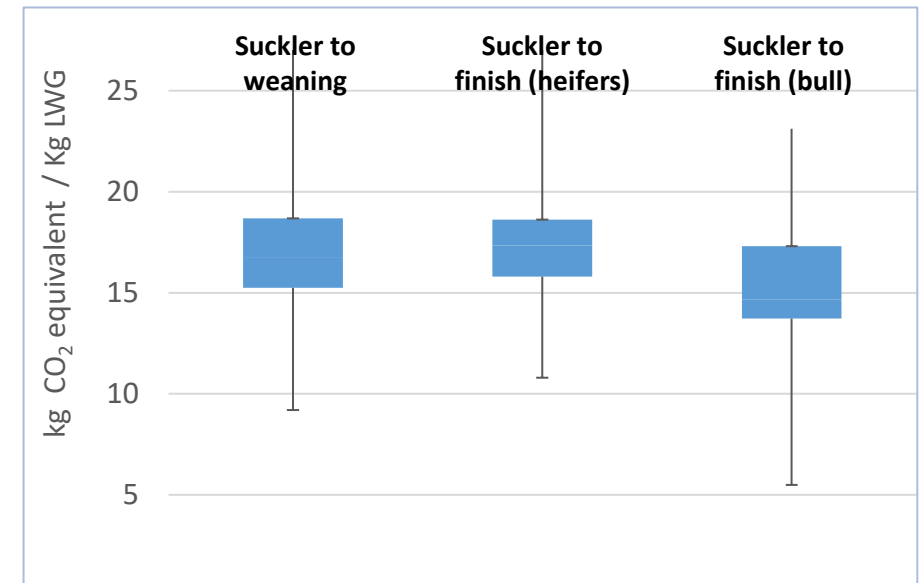 Suckler to
weaning
Suckler to
finish (heifers)
Suckler to
finish (bull)
kg CO₂ equivalent / Kg LWG
25
20
15
10
5